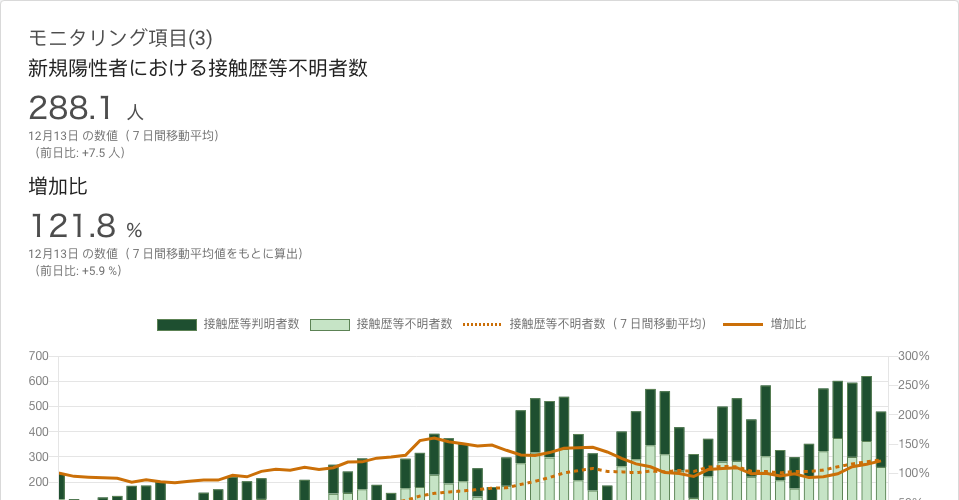 モニタリング項目(3)
新規陽性者における接触歴等不明者数
288.1 人
12月13日 の数値（７日間移動平均）
（前日比: +7.5 人）
増加比
121.8 %
12月13日 の数値（７日間移動平均値をもとに算出）
（前日比: +5.9 %）
接触歴等判明者数 接触歴等不明者数 接触歴等不明者数（７日間移動平均） 増加比
700 300%
600 250%
500 200%
400 150%
300 100%
200